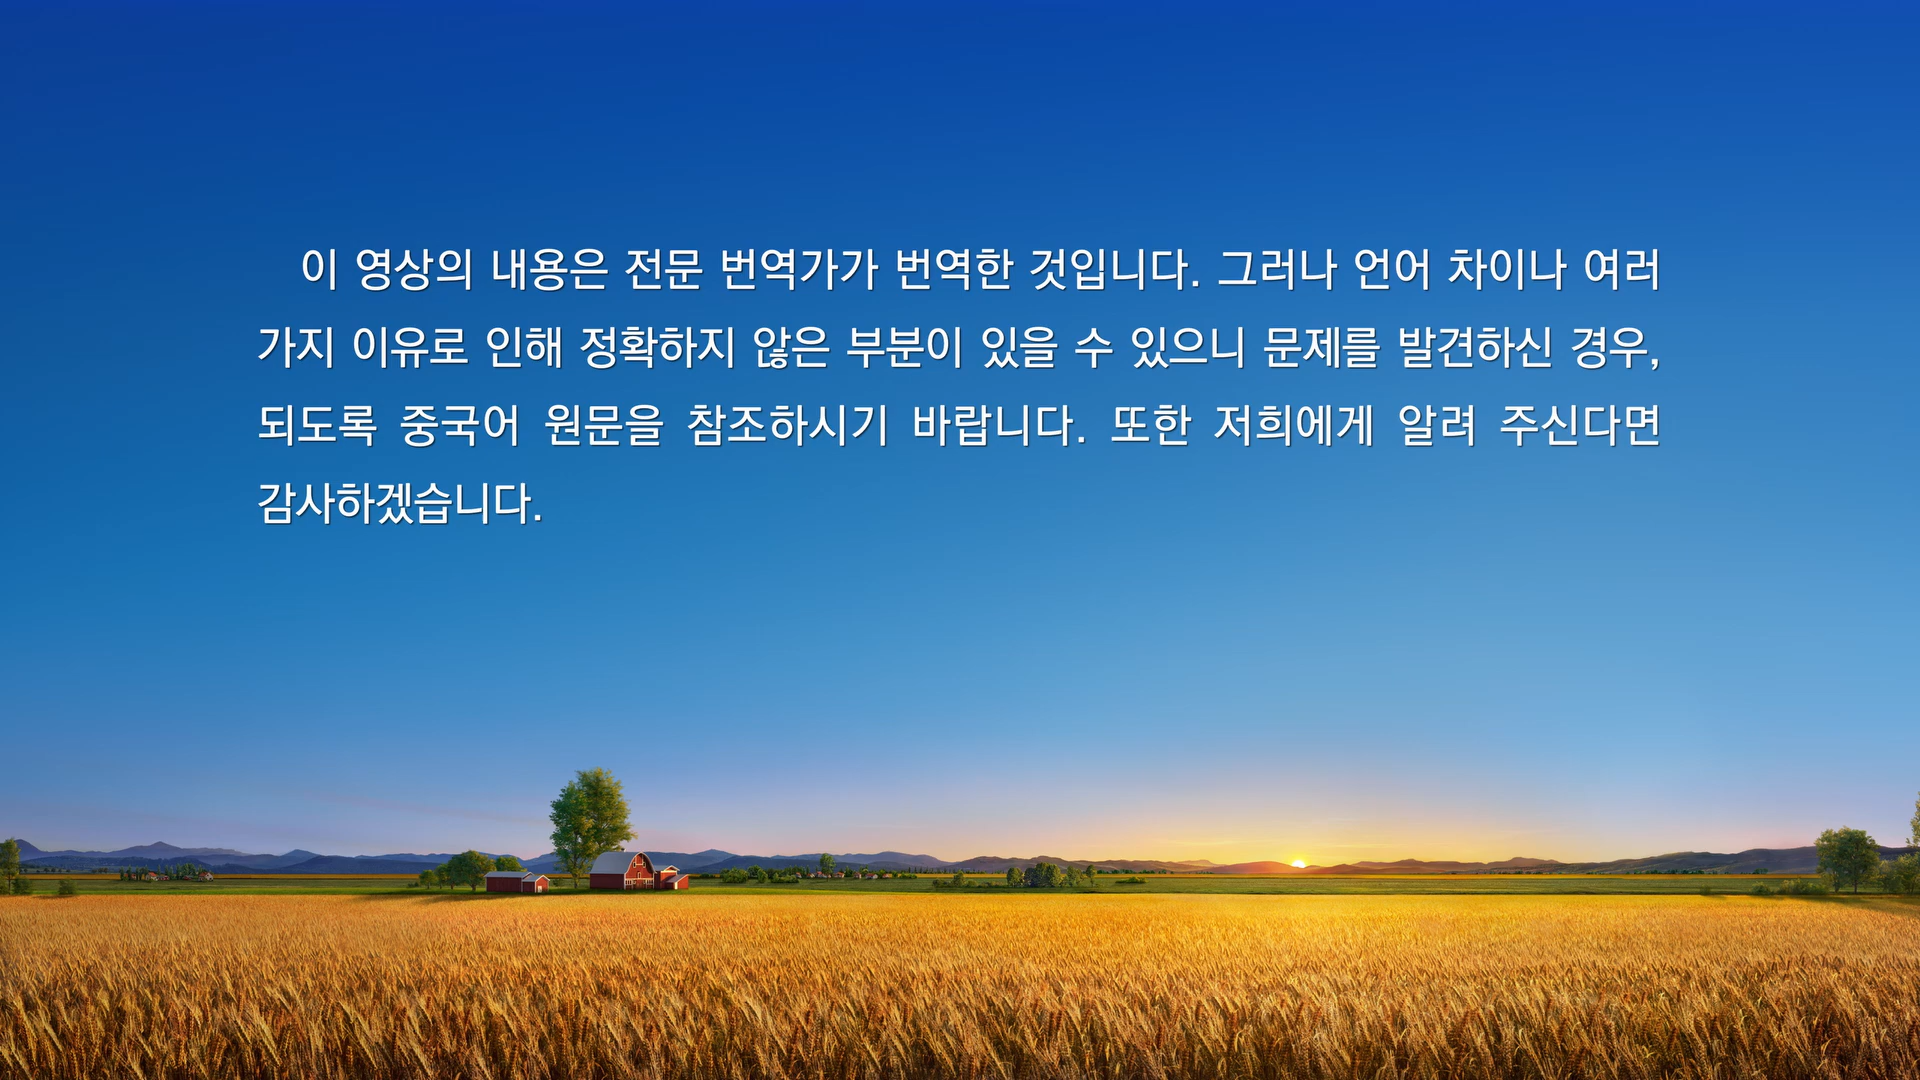 이 영상의 내용은 전문 번역가가 번역한 것입니다. 그러나 언어 차이나 여러
가지 이유로 인해 정확하지 않은 부분이 있을 수 있으니 문제를 발견하신 경우,
되도록 중국어 원문을 참조하시기 바랍니다. 또한 저희에게 알려 주신다면
감사하겠습니다.